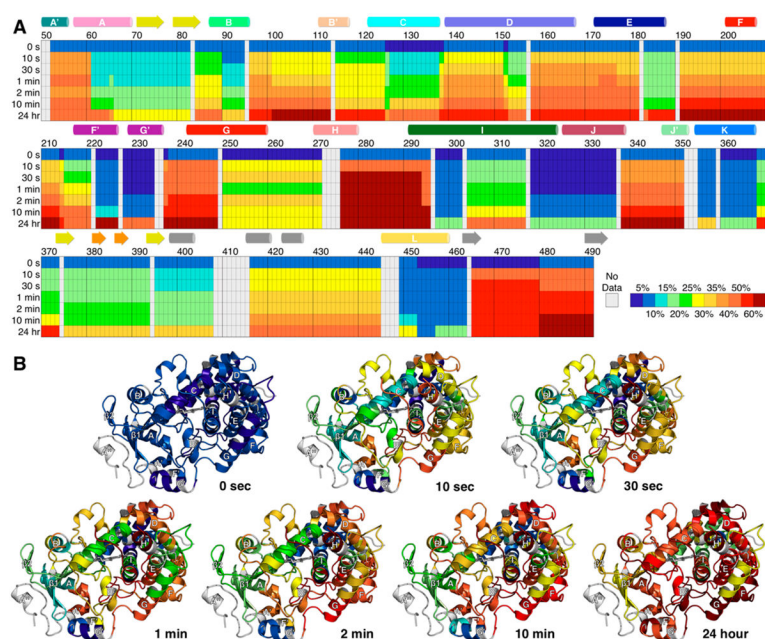 A
A' A B B' C D E F
50 60 70 80 90 100 110 120 130 140 150 160 170 180 190 200
0 s
10 s
30 s
1 min
2 min
10 min
24 hr
F' G' G H I J J' K
210 220 230 240 250 260 270 280 290 300 310 320 330 340 350 360
0 s
10 s
30 s
1 min
2 min
10 min
24 hr
L
370 380 390 400 410 420 430 440 450 460 470 480 490
0 s
10 s
30 s
1 min
2 min
10 min
24 hr
No
Data
5% 15% 25% 35% 50%
10% 20% 30% 40% 60%
B
0 sec
10 sec
30 sec
1 min
2 min
10 min
24 hour